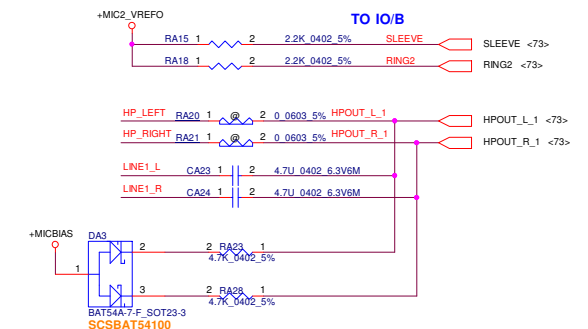 +MIC2_VREFO
TO IO/B
RA15 1 2 2.2K_0402_5% SLEEVE SLEEVE <73>
RA18 1 2 2.2K_0402_5% RING2 RING2 <73>
HP_LEFT RA20 1 @ 2 0_0603_5% HPOUT_L_1 HPOUT_L_1 <73>
HP_RIGHT RA21 1 @ 2 0_0603_5% HPOUT_R_1 HPOUT_R_1 <73>
LINE1_L CA23 1 2 4.7U_0402_6.3V6M
LINE1_R CA24 1 2 4.7U_0402_6.3V6M
+MICBIAS
DA3
2 2 RA23 1
4.7K_0402_5%
1
3 2 RA28 1
4.7K_0402_5%
BAT54A-7-F_SOT23-3
SCSBAT54100